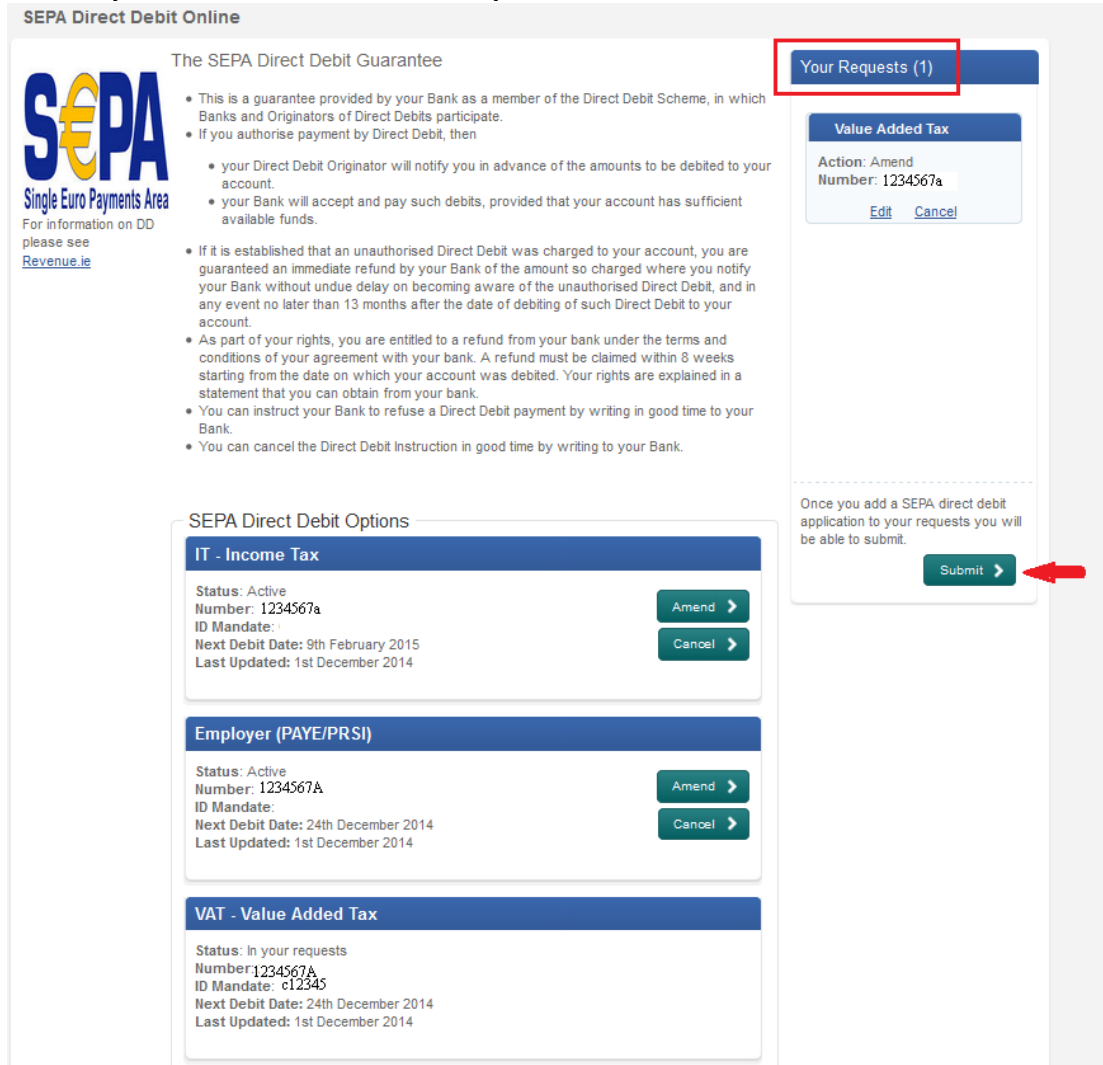 SEPA Direct Debit Online
S€PA
Single Euro Payments Area
For information on DD
please see
Revenue.ie
The SEPA Direct Debit Guarantee
• This is a guarantee provided by your Bank as a member of the Direct Debit Scheme, in which
Banks and Originators of Direct Debits participate.
• If you authorise payment by Direct Debit, then
• your Direct Debit Originator will notify you in advance of the amounts to be debited to your
account.
• your Bank will accept and pay such debits, provided that your account has sufficient
available funds.
• If it is established that an unauthorised Direct Debit was charged to your account, you are
guaranteed an immediate refund by your Bank of the amount so charged where you notify
your Bank without undue delay on becoming aware of the unauthorised Direct Debit, and in
any event no later than 13 months after the date of debiting of such Direct Debit to your
account.
• As part of your rights, you are entitled to a refund from your bank under the terms and
conditions of your agreement with your bank. A refund must be claimed within 8 weeks
starting from the date on which your account was debited. Your rights are explained in a
statement that you can obtain from your bank.
• You can instruct your Bank to refuse a Direct Debit payment by writing in good time to your
Bank.
• You can cancel the Direct Debit Instruction in good time by writing to your Bank.
Your Requests (1)
Value Added Tax
Action: Amend
Number: 1234567a
Edit Cancel
Once you add a SEPA direct debit
application to your requests you will
be able to submit.
Submit
SEPA Direct Debit Options
IT - Income Tax
Status: Active
Number: 1234567a
ID Mandate:
Next Debit Date: 9th February 2015
Last Updated: 1st December 2014
Amend
Cancel
Employer (PAYE/PRSI)
Status: Active
Number: 1234567A
ID Mandate:
Next Debit Date: 24th December 2014
Last Updated: 1st December 2014
Amend
Cancel
VAT - Value Added Tax
Status: In your requests
Number:1234567A
ID Mandate: c12345
Next Debit Date: 24th December 2014
Last Updated: 1st December 2014